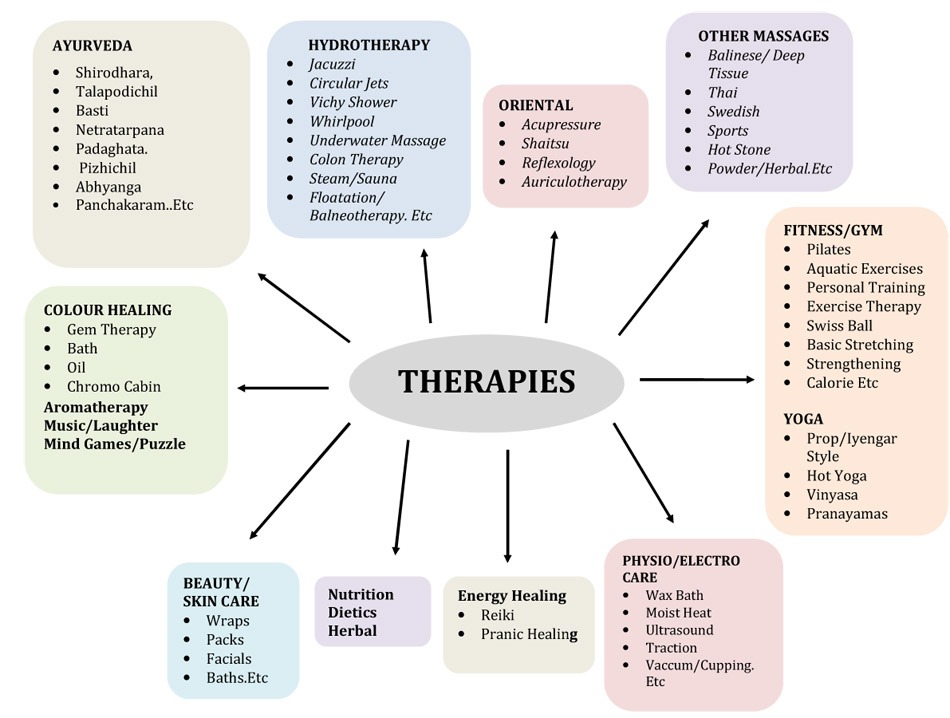 AYURVEDA
• Shirodhara,
• Talapodichil
• Basti
• Netratarpana
• Padaghata.
• Pizhichil
• Abhyanga
• Panchakaram..Etc
HYDROTHERAPY
• Jacuzzi
• Circular Jets
• Vichy Shower
• Whirlpool
• Underwater Massage
• Colon Therapy
• Steam/Sauna
• Floatation/
Balneotherapy. Etc
ORIENTAL
• Acupressure
• Shaitsu
• Reflexology
• Auriculotherapy
OTHER MASSAGES
• Balinese/ Deep
Tissue
• Thai
• Swedish
• Sports
• Hot Stone
• Powder/Herbal.Etc
FITNESS/GYM
• Pilates
• Aquatic Exercises
• Personal Training
• Exercise Therapy
• Swiss Ball
• Basic Stretching
• Strengthening
• Calorie Etc
YOGA
• Prop/Iyengar
Style
• Hot Yoga
• Vinyasa
• Pranayamas
COLOUR HEALING
• Gem Therapy
• Bath
• Oil
• Chromo Cabin
Aromatherapy
Music/Laughter
Mind Games/Puzzle
THERAPIES
BEAUTY/
SKIN CARE
• Wraps
• Packs
• Facials
• Baths.Etc
Nutrition
Dietics
Herbal
Energy Healing
• Reiki
• Pranic Healing
PHYSIO/ELECTRO
CARE
• Wax Bath
• Moist Heat
• Ultrasound
• Traction
• Vaccum/Cupping.
Etc